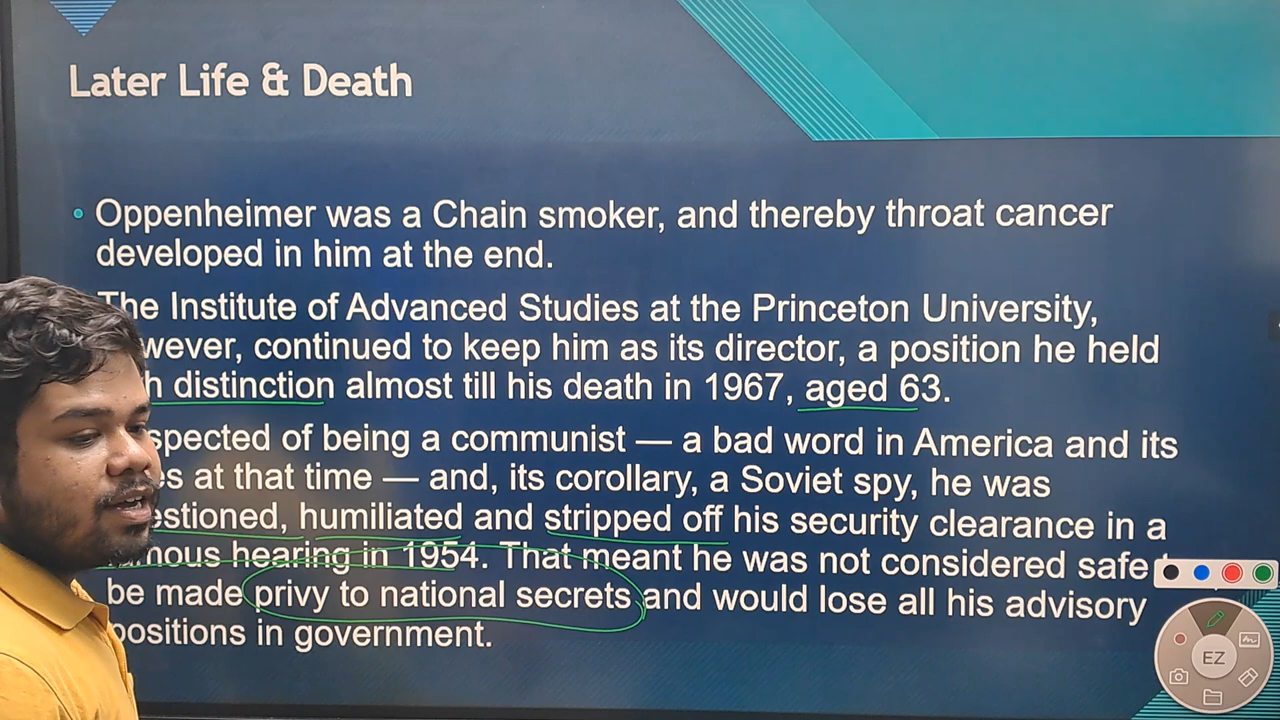 Later Life & Death
Oppenheimer was a Chain smoker, and thereby throat cancer
developed in him at the end.
The Institute of Advanced Studies at the Princeton University,
wever, continued to keep him as its director, a position he held
h distinction almost till his death in 1967, aged 63.
spected of being a communist — a bad word in America and its
es at that time — and, its corollary, a Soviet spy, he was
estioned, humiliated and stripped off his security clearance in a
mous hearing in 1954. That meant he was not considered safe
be made privy to national secrets and would lose all his advisory
positions in government.
EZ